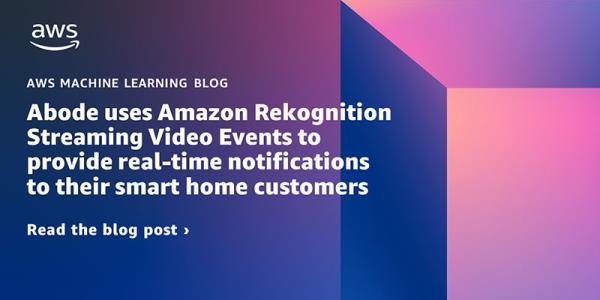 aws
AWS MACHINE LEARNING BLOG
Abode uses Amazon Rekognition
Streaming Video Events to
provide real-time notifications
to their smart home customers
Read the blog post ›